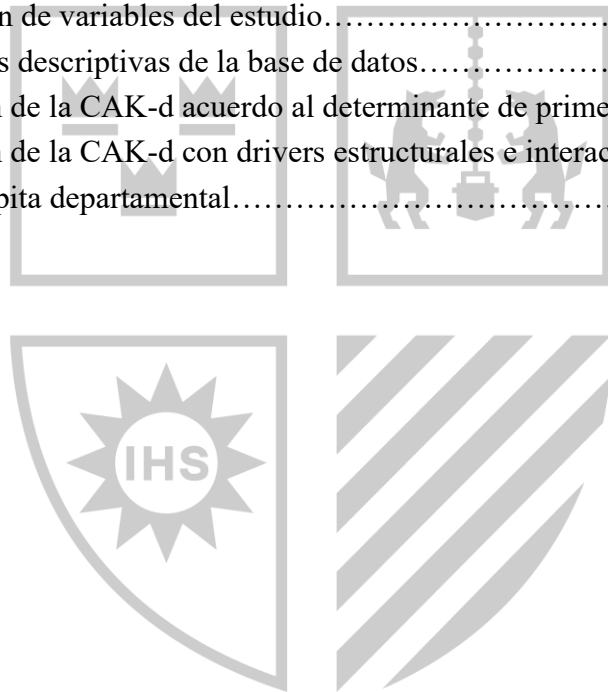 n de variables del estudio………………………
s descriptivas de la base de datos………………
n de la CAK-d acuerdo al determinante de prime
n de la CAK-d con drivers estructurales e interac
pita departamental………………………………
IHS